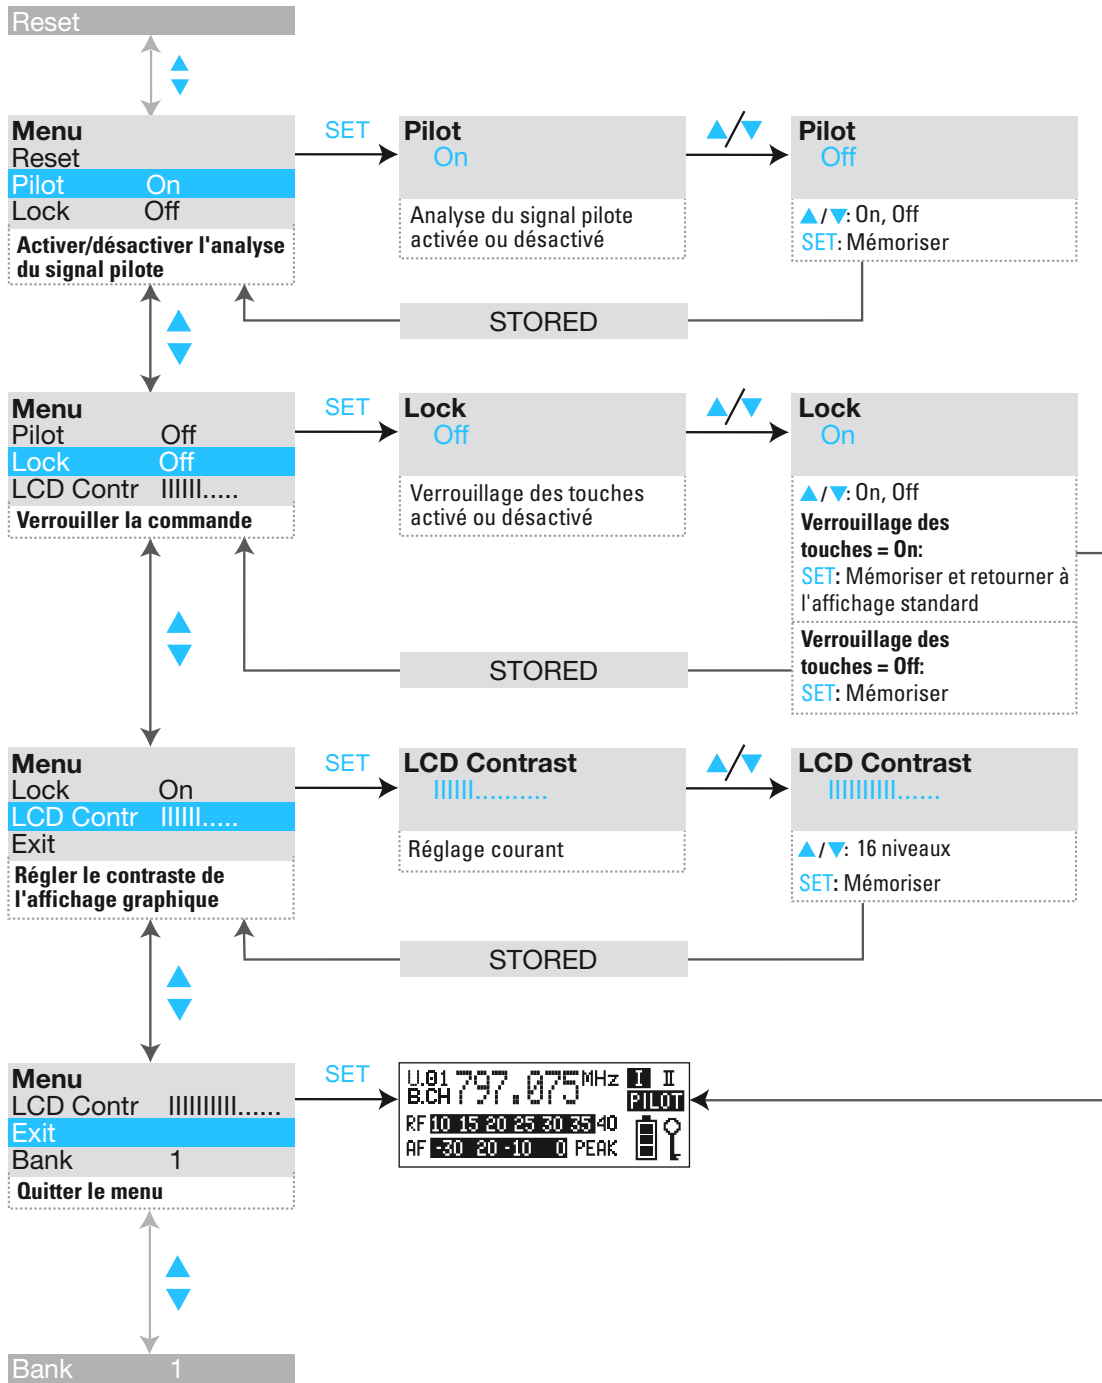 Reset
Menu
Reset
Pilot On
Lock Off
Activer/désactiver l'analyse
du signal pilote
SET
Pilot
On
Analyse du signal pilote
activée ou désactivé
Pilot
Off
▲/▼: On, Off
SET: Mémoriser
STORED
Menu
Pilot Off
Lock Off
LCD Contr IIIIII.....
Verrouiller la commande
SET
Lock
Off
Verrouillage des touches
activé ou désactivé
Lock
On
▲/▼: On, Off
Verrouillage des
touches = On:
SET: Mémoriser et retourner à
l'affichage standard
Verrouillage des
touches = Off:
SET: Mémoriser
STORED
Menu
Lock On
LCD Contr IIIIII.....
Exit
Régler le contraste de
l'affichage graphique
SET
LCD Contrast
IIIIII..........
Réglage courant
LCD Contrast
IIIIIIIIII......
▲/▼: 16 niveaux
SET: Mémoriser
STORED
Menu
LCD Contr IIIIIIIIII......
Exit
Bank 1
Quitter le menu
SET
U.01 797.075 MHz I II
B.CH PILOT
RF 10 15 20 25 30 35 40
AF -30 20 -10 0 PEAK
Bank 1